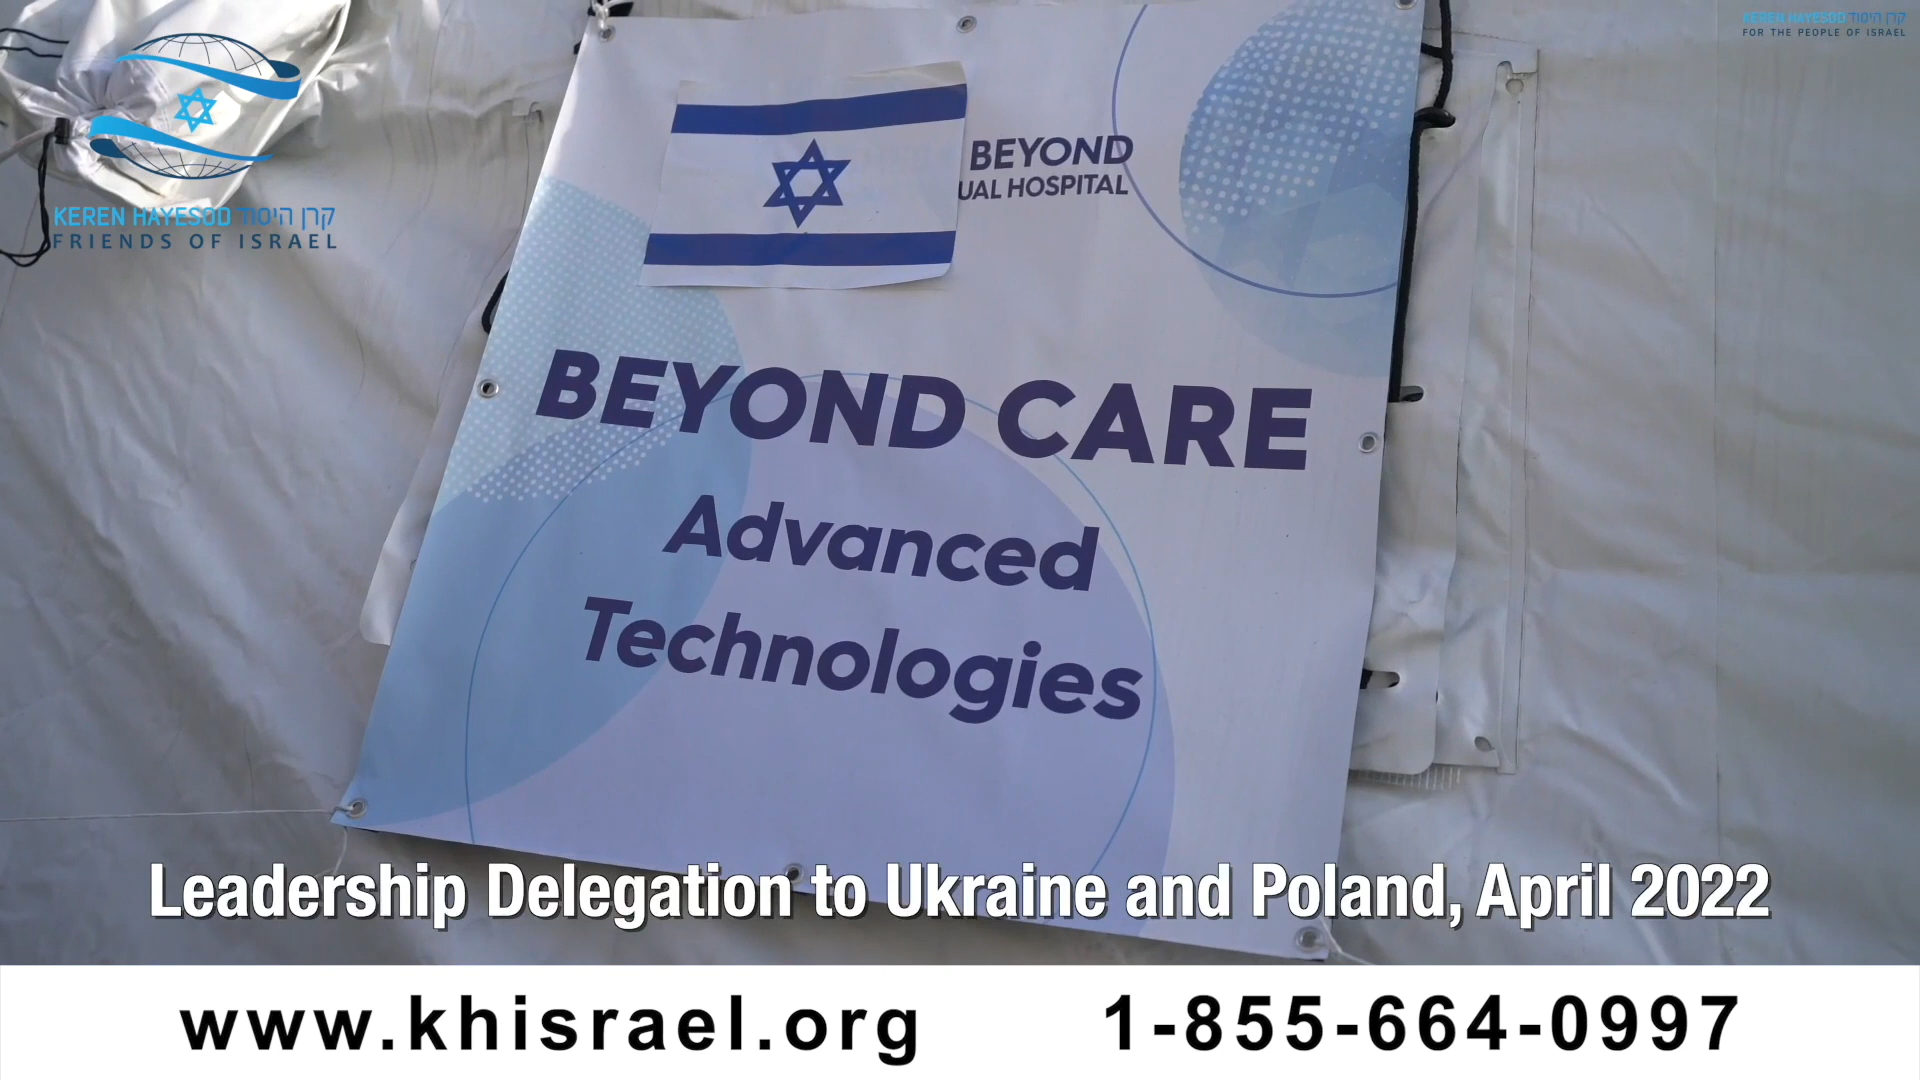 KEREN HAYESOD קרן היסוד
FOR THE PEOPLE OF ISRAEL
KEREN HAYESOD קרן היסוד
FRIENDS OF ISRAEL
BEYOND
UAL HOSPITAL
BEYOND CARE
Advanced
Technologies
Leadership Delegation to Ukraine and Poland, April 2022
www.khisrael.org
1-855-664-0997